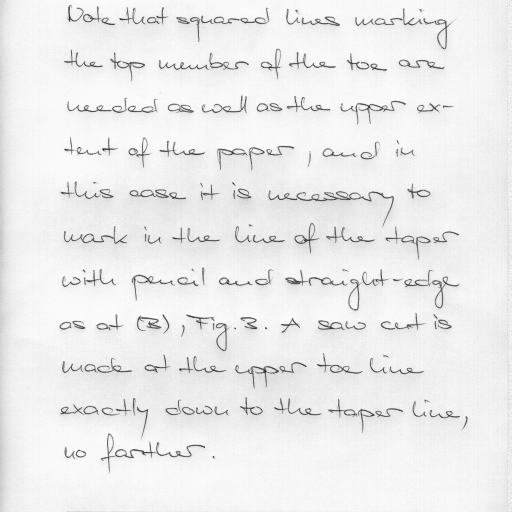 Note that squared lines marking
the top member of the toe are
needed as well as the upper ex-
tent of the paper, and in
this case it is necessary to
mark in the line of the taper
with pencil and straight-edge
as at (B), Fig. 3. A saw cut is
made at the upper toe line
exactly down to the taper line,
no farther.